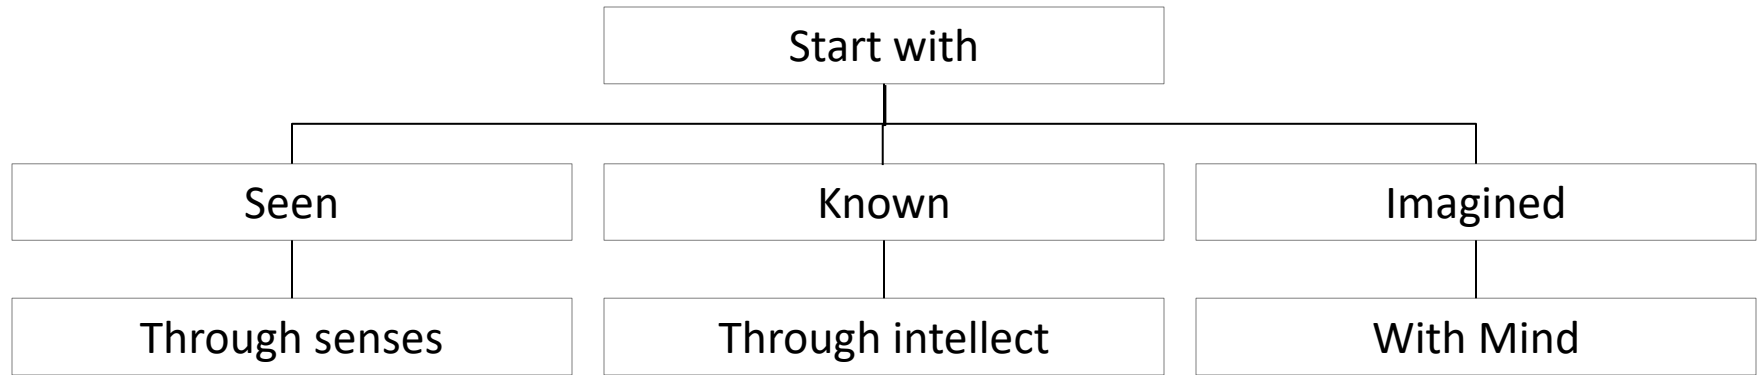 Start with
Seen
Known
Imagined
Through senses
Through intellect
With Mind